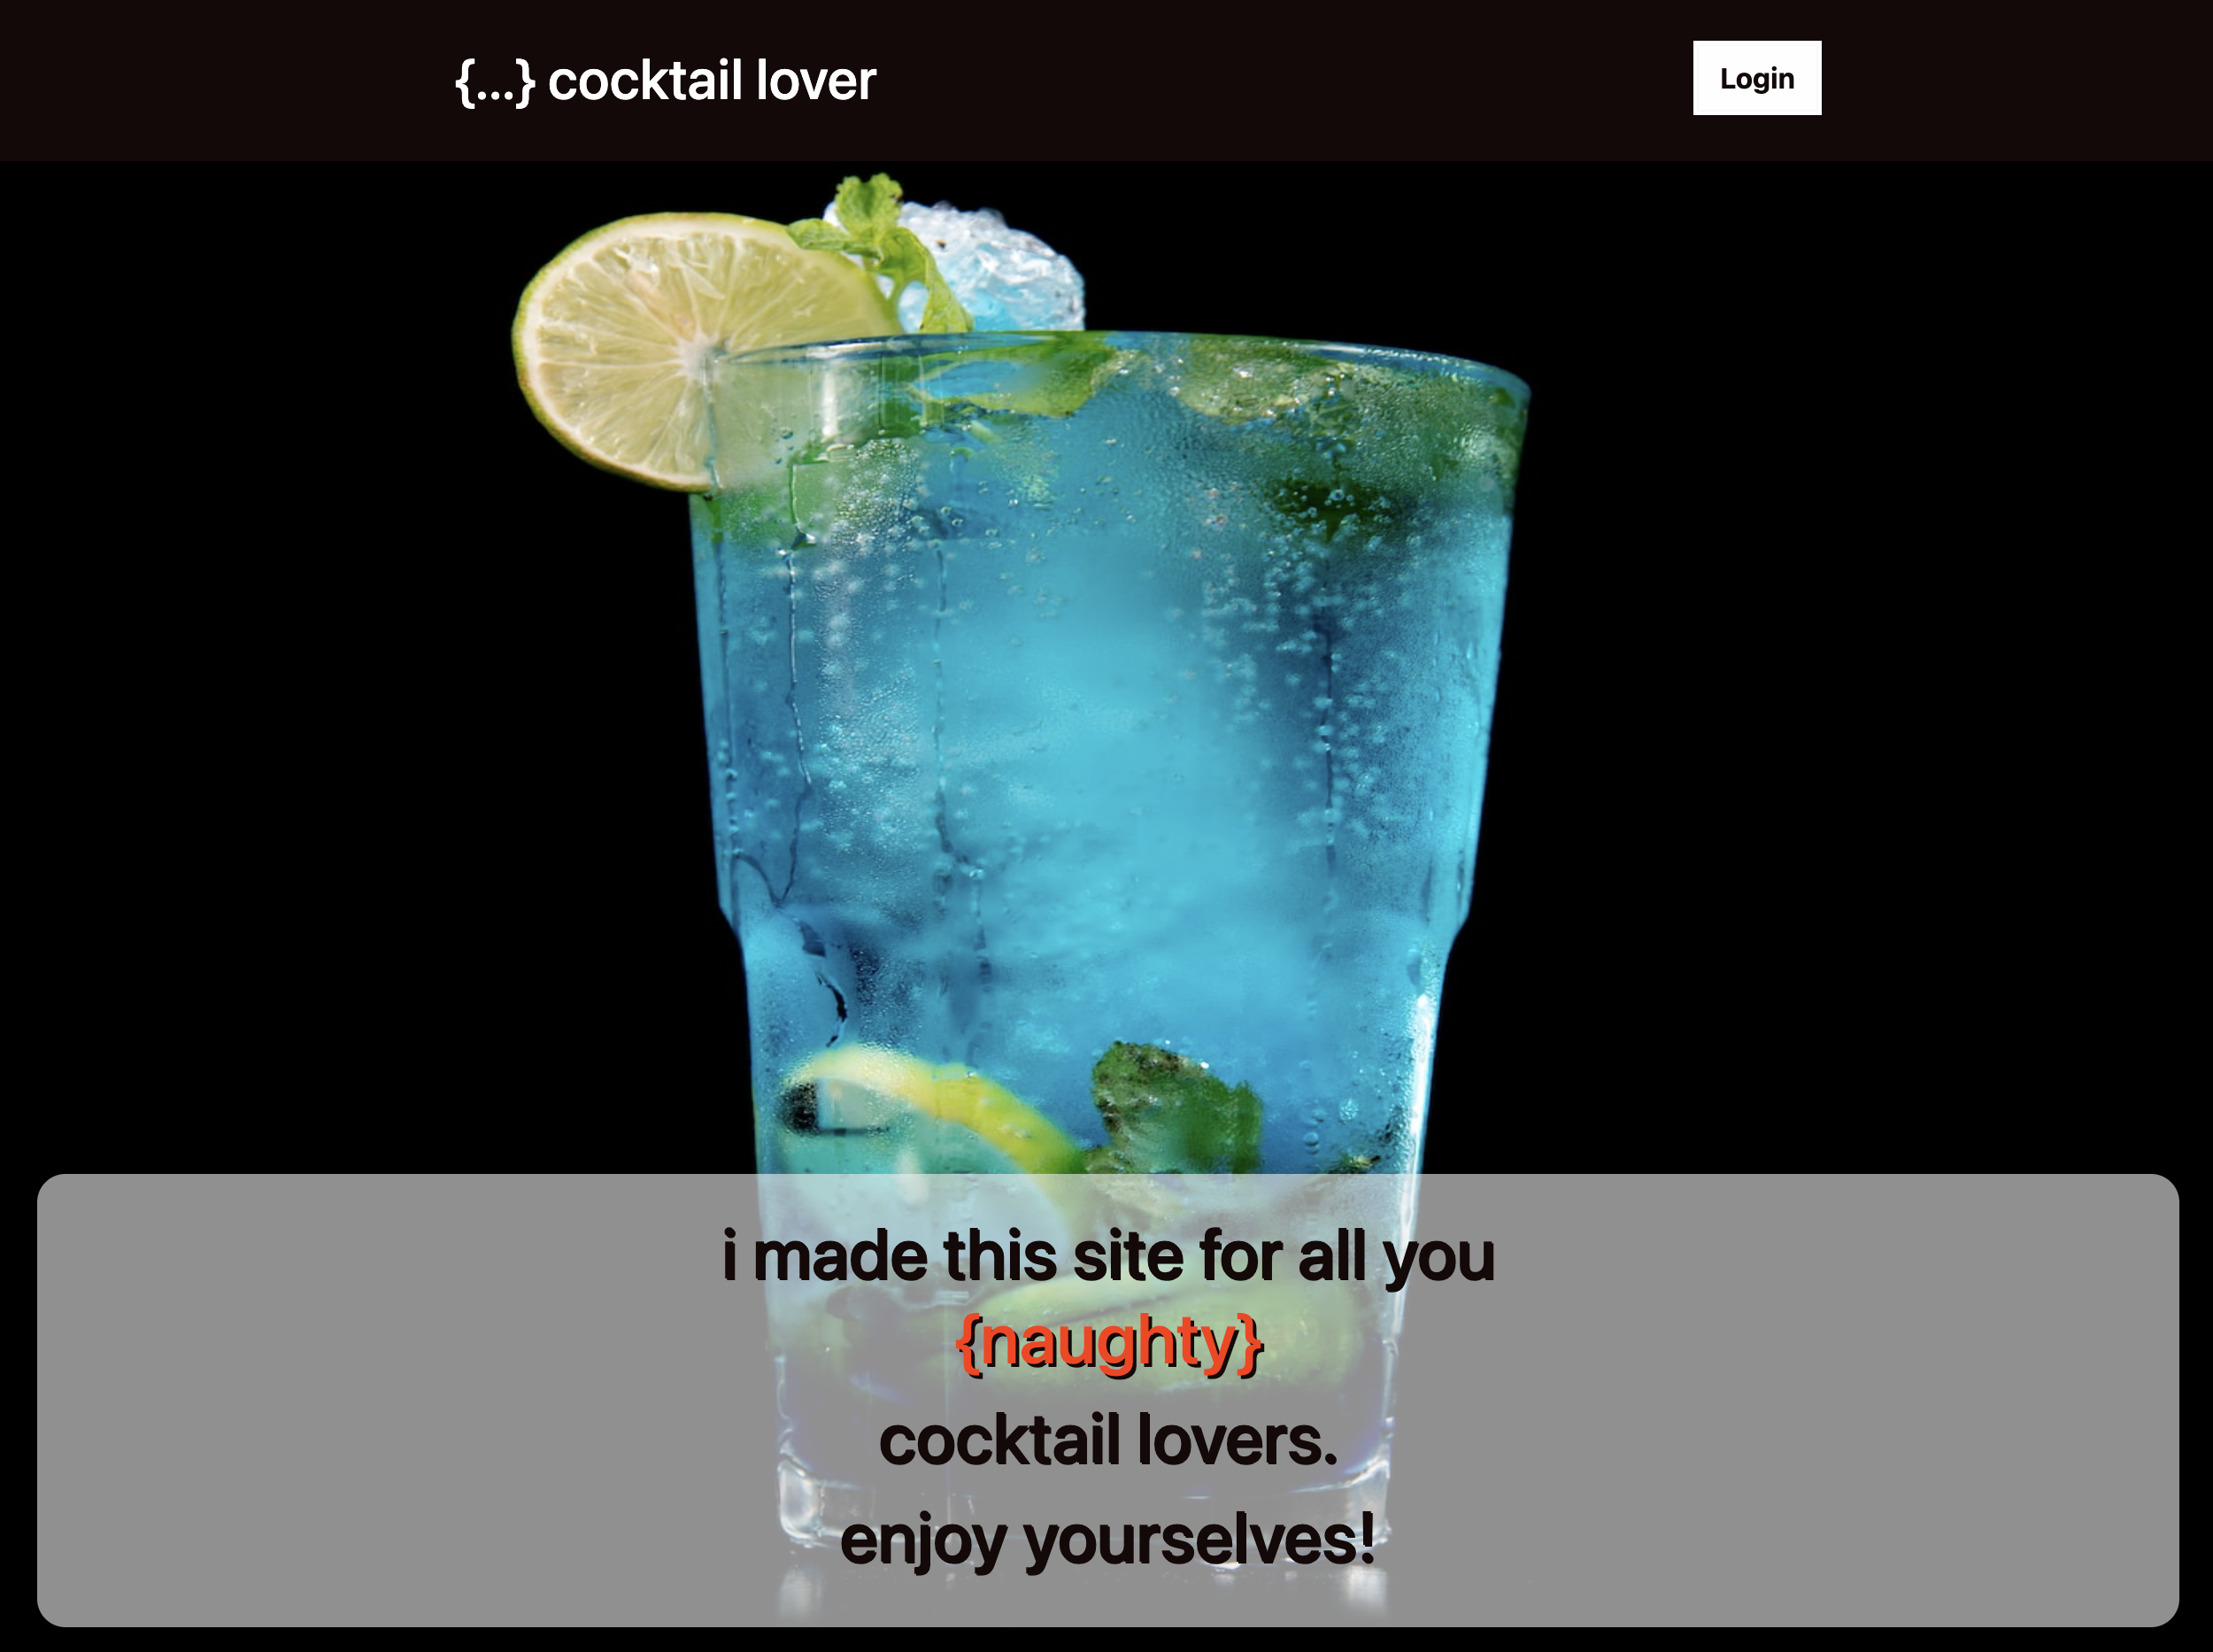 {...} cocktail lover
Login
i made this site for all you
{naughty}
cocktail lovers.
enjoy yourselves!